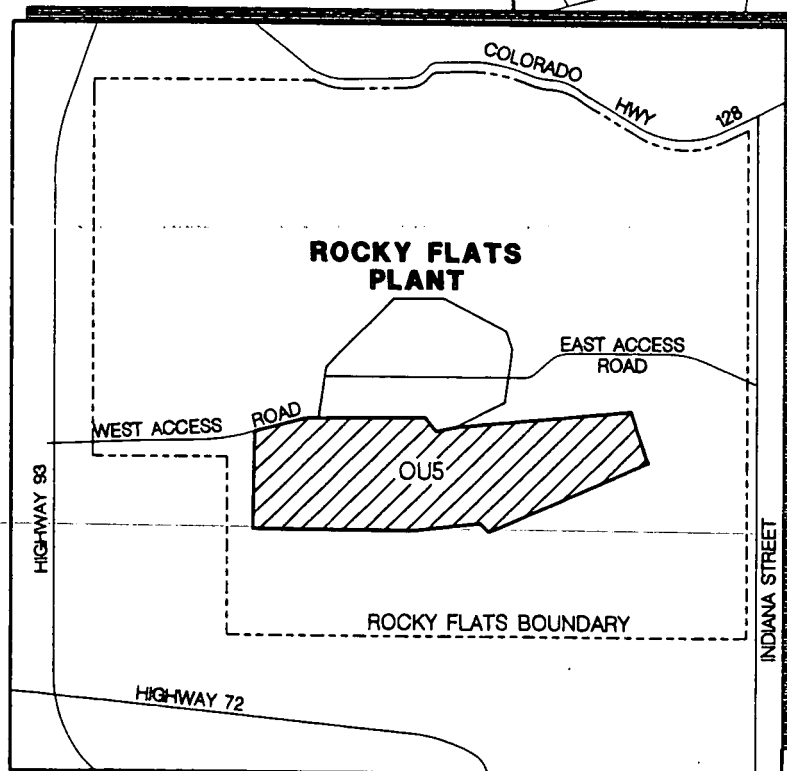 COLORADO
HWY
128
ROCKY FLATS
PLANT
EAST ACCESS
ROAD
WEST ACCESS ROAD
OU5
HIGHWAY 93
INDIANA STREET
ROCKY FLATS BOUNDARY
HIGHWAY 72